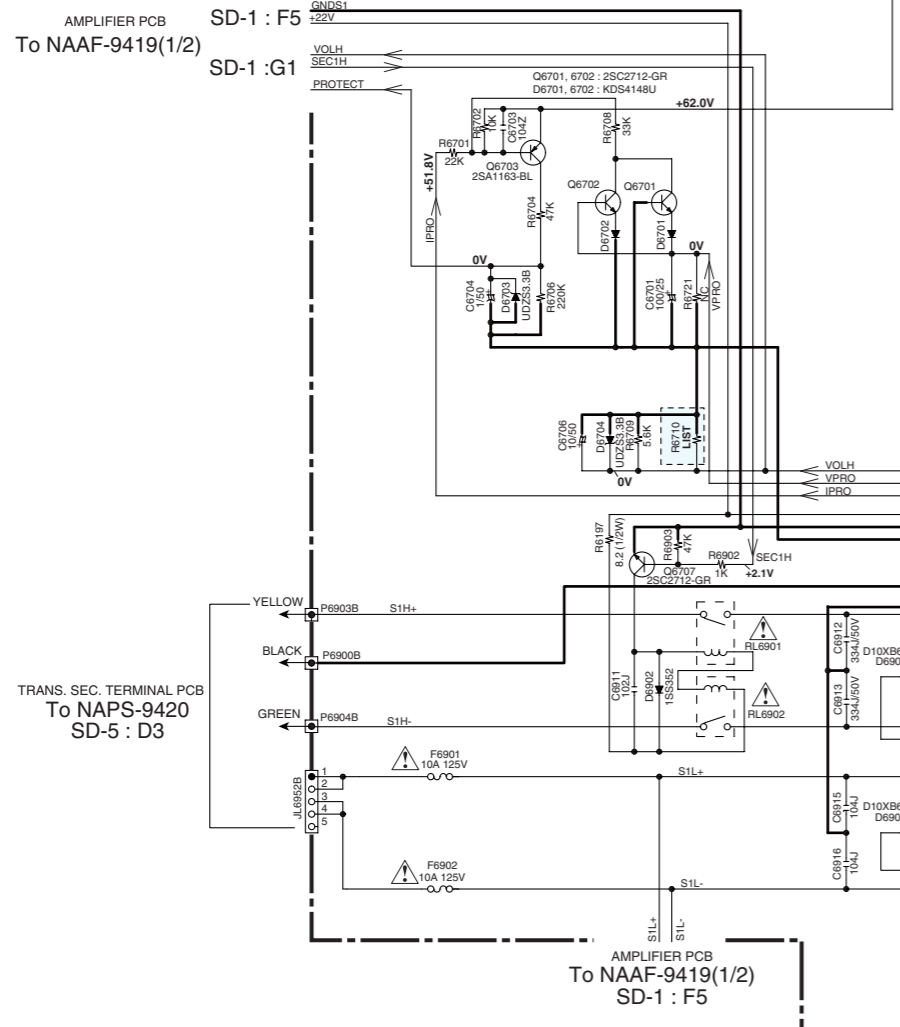 AMPLIFIER PCB
To NAAF-9419(1/2)
SD-1 : F5
GNDS1
+22V
SD-1 :G1
VOLH
SEC1H
PROTECT
Q6701, 6702 : 2SC2712-GR
D6701, 6702 : KDS4148U
+62.0V
R6702
10K
C6703
104Z
R6708
33K
R6701
22K
+51.8V
Q6703
2SA1163-BL
IPRO
R6704
47K
Q6702
Q6701
D6702
D6701
0V
0V
C6704
1/50
D6703
UDZS3.3B
R6706
220K
C6701
100/25
R6721
NC
VPRO
C6706
10/50
D6704
UDZS3.3B
R6709
5.6K
R6710
LIST
0V
VOLH
VPRO
IPRO
R6197
8.2 (1/2W)
R6903
47K
Q6707
2SC2712-GR
R6902
1K
SEC1H
+2.1V
YELLOW
P6903B
S1H+
BLACK
P6900B
RL6901
C6912
334J/50V
D10XB6
D690
TRANS. SEC. TERMINAL PCB
To NAPS-9420
SD-5 : D3
C6911
102J
D6902
1SS352
RL6902
C6913
334J/50V
GREEN
P6904B
S1H-
F6901
10A 125V
S1L+
JL6952B
1
2
3
4
5
C6915
104J
D10XB6
D690
F6902
10A 125V
C6916
104J
S1L-
S1L+
S1L-
AMPLIFIER PCB
To NAAF-9419(1/2)
SD-1 : F5